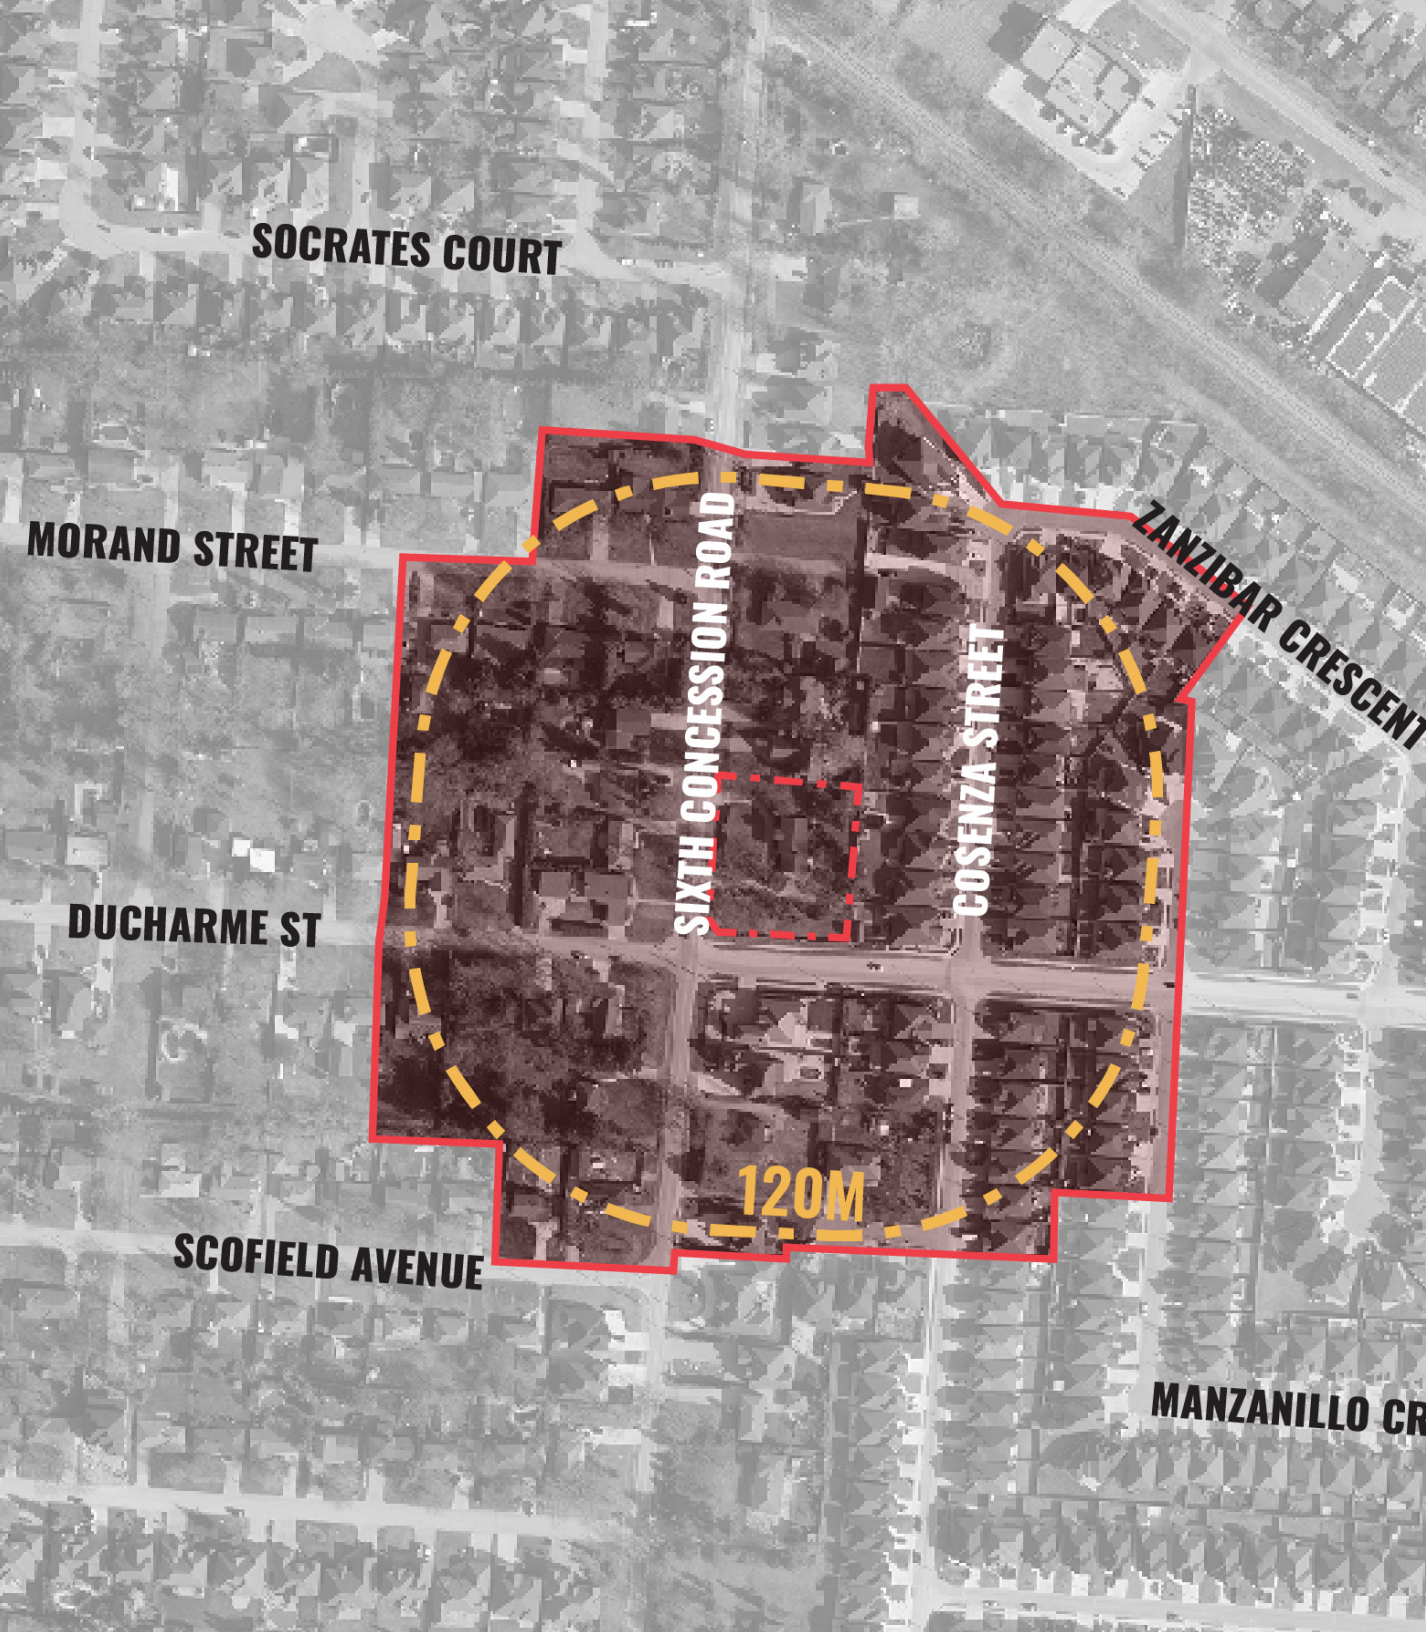 SOCRATES COURT
MORAND STREET
SIXTH CONCESSION ROAD
ZANZIBAR CRESCENT
COSENZA STREET
DUCHARME ST
120M
SCOFIELD AVENUE
MANZANILLO CR